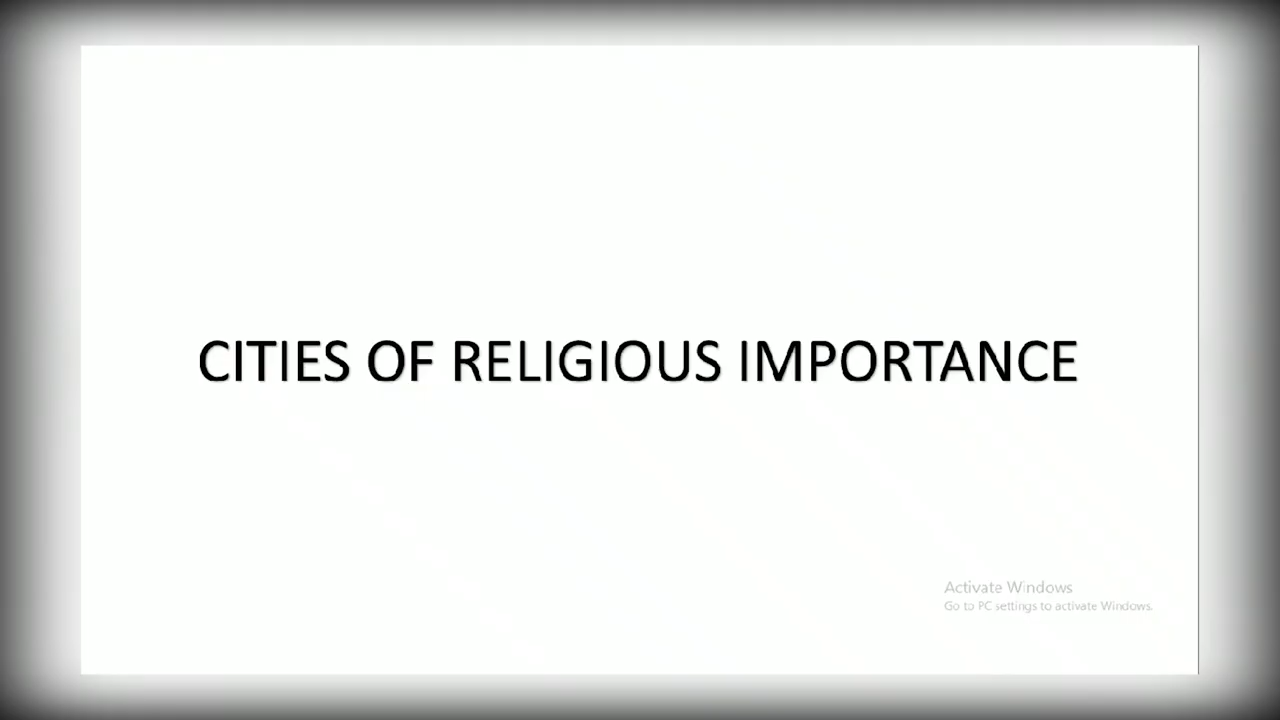 CITIES OF RELIGIOUS IMPORTANCE
Activate Windows
Go to PC settings to activate Windows.